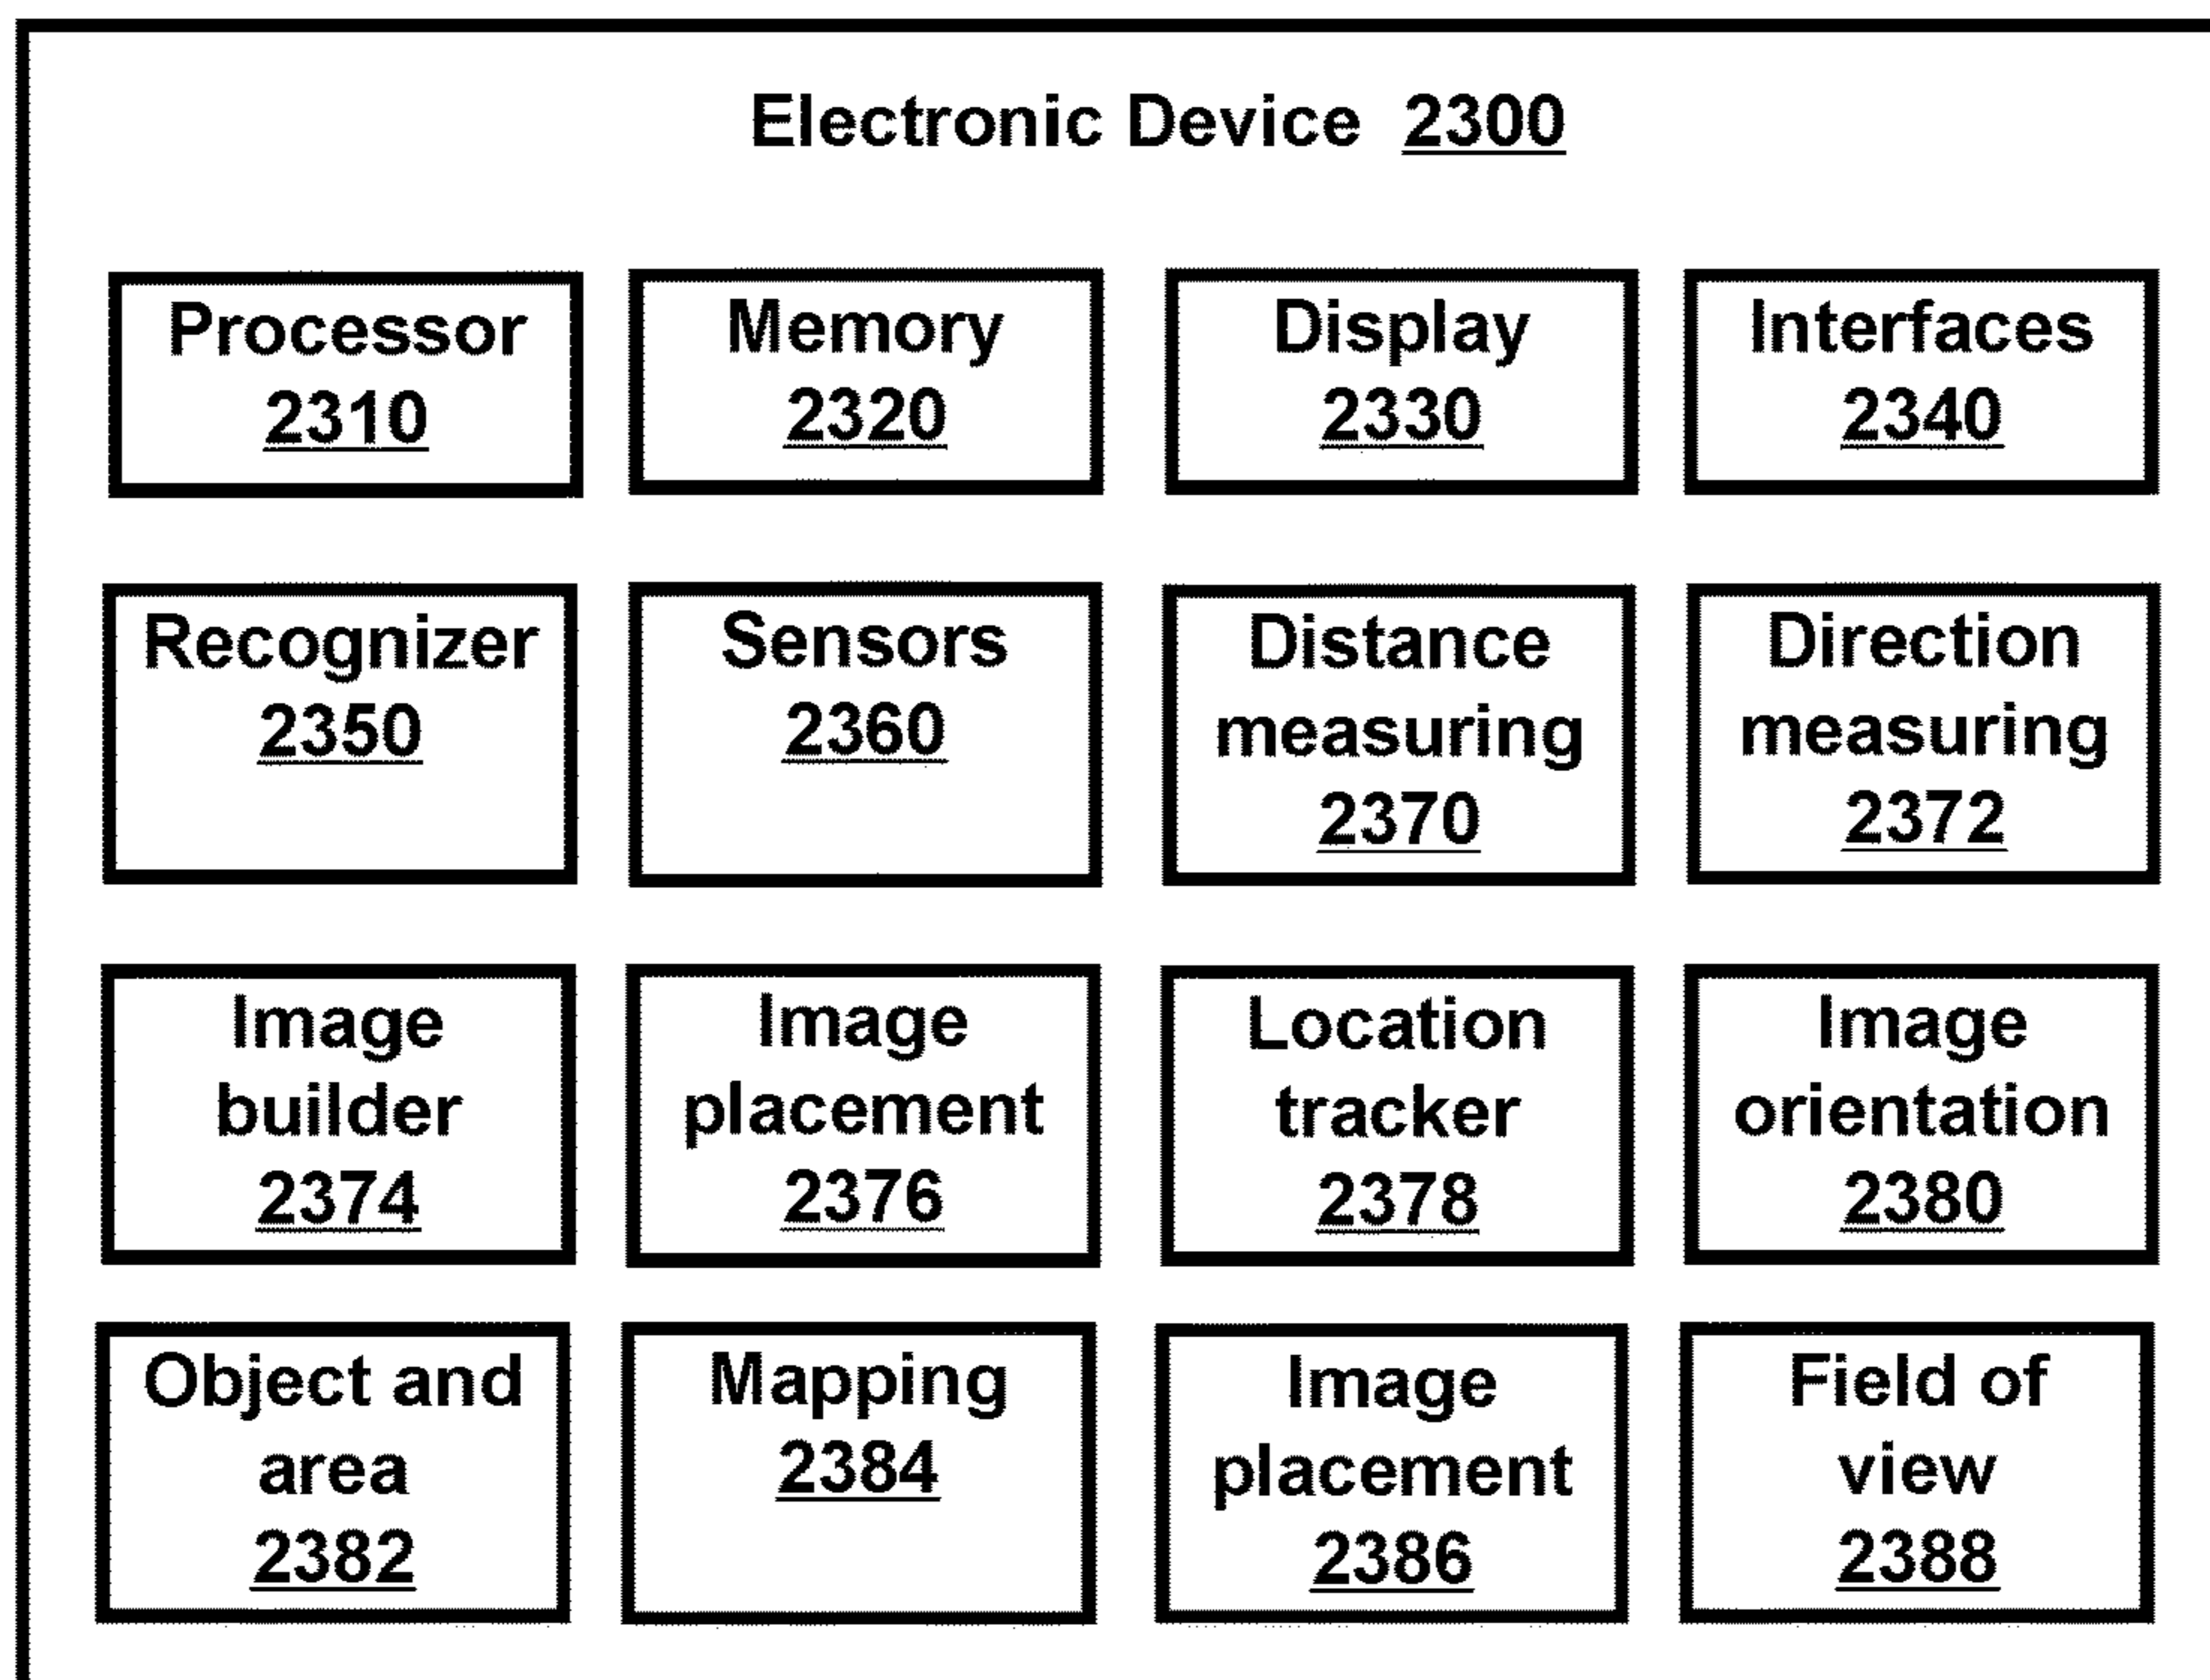 Electronic Device 2300
Processor
2310
Memory
2320
Display
2330
Interfaces
2340
Recognizer
2350
Sensors
2360
Distance
measuring
2370
Direction
measuring
2372
Image
builder
2374
Image
placement
2376
Location
tracker
2378
Image
orientation
2380
Object and
area
2382
Mapping
2384
Image
placement
2386
Field of
view
2388